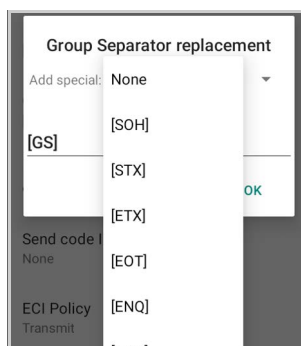 Group Separator replacement
Add special: None
[SOH]
[GS]
[STX]
OK
[ETX]
Send code
None
[EOT]
ECI Policy
[ENQ]
Transmit